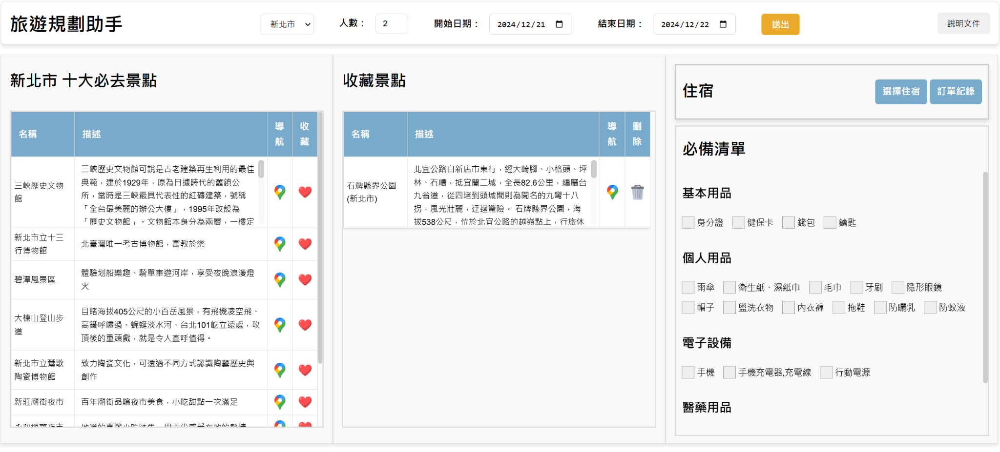 旅遊規劃助手
新北市
人數：
2
開始日期：
2024/12/21
結束日期：
2024/12/22
送出
說明文件
新北市 十大必去景點
名稱
描述
導
航
收
藏
三峽歷史文物
館
三峽歷史文物館可說是古老建築再生利用的最佳
典範，建於1929年，原為日據時代的舊鎮公
所，當時是三峽最具代表性的紅磚建築，號稱
「全台最美麗的辦公大樓」，1995年改設為
「歷史文物館」。文物館本身分為兩層，一樓定
新北市立十三
行博物館
北臺灣唯一考古博物館，寓教於樂
碧潭風景區
體驗划船樂趣、騎單車遊河岸，享受夜晚浪漫燈
火
大棟山登山步
道
目睹海拔405公尺的小百岳風景，有飛機凌空飛、
高鐵呼嘯過、蜿蜒淡水河、台北101屹立遠處，攻
頂後的重頭戲，就是令人直呼值得。
新北市立鶯歌
陶瓷博物館
致力陶瓷文化，可透過不同方式認識陶藝歷史與
創作
新莊廟街夜市
百年廟街品嚐夜市美食，小吃甜點一次滿足
永和樂華夜市
收藏景點
名稱
描述
導
航
刪
除
石牌縣界公園
(新北市)
北宜公路自新店市東行，經大崎腳、小格頭、坪
林、石𥕢，抵宜蘭二城，全長82.6公里，編屬台
九省道，從四堵到頭城間則為聞名的九彎十八
拐，風光壯麗，迂迴驚險。 石牌縣界公園，海
拔538公尺，位於北宜公路的越嶺點上，行旅休
住宿
選擇住宿
訂單紀錄
必備清單
基本用品
身分證 健保卡 錢包 鑰匙
個人用品
雨傘 衛生紙、濕紙巾 毛巾 牙刷 隱形眼鏡
帽子 盥洗衣物 內衣褲 拖鞋 防曬乳 防蚊液
電子設備
手機 手機充電器,充電線 行動電源
醫藥用品